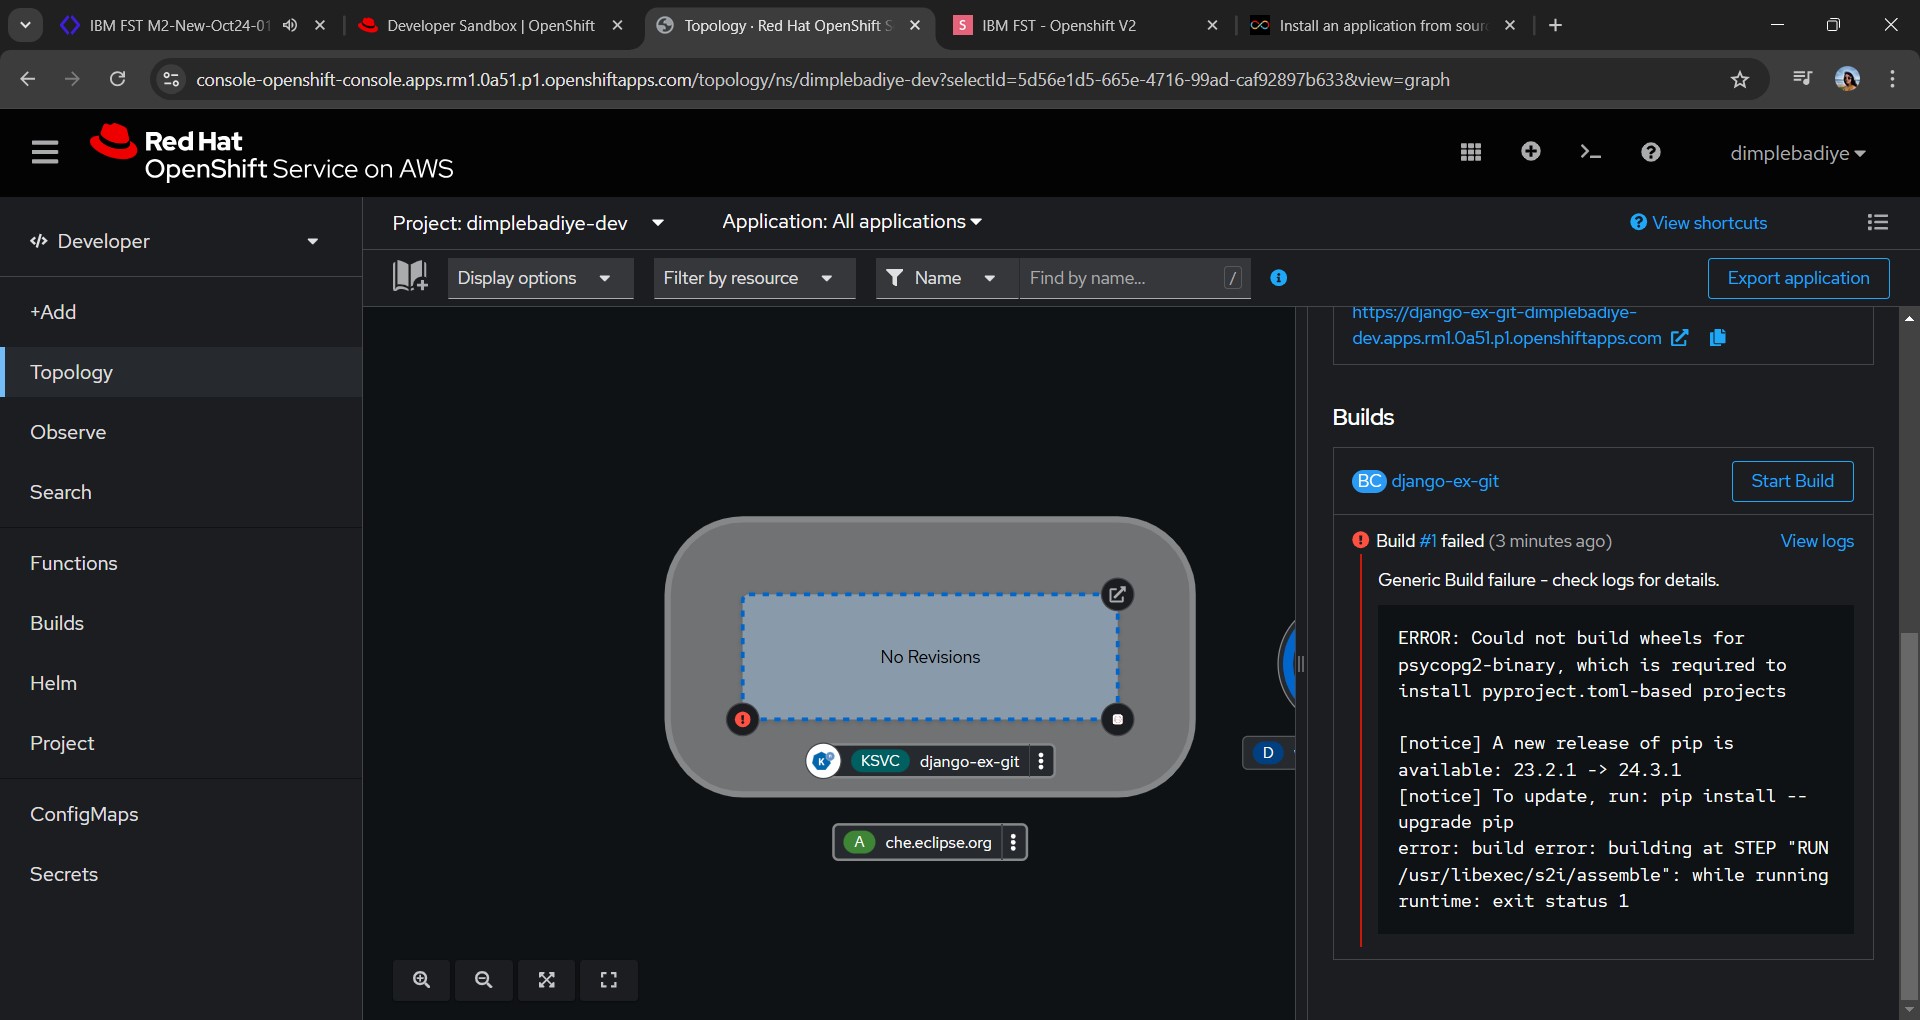 IBM FST M2-New-Oct24-01
Developer Sandbox | OpenShift
Topology · Red Hat OpenShift S
S
IBM FST - Openshift V2
Install an application from sour
console-openshift-console.apps.rm1.0a51.p1.openshiftapps.com/topology/ns/dimplebadiye-dev?selectId=5d56e1d5-665e-4716-99ad-caf92897b633&view=graph
Red Hat
OpenShift Service on AWS
dimplebadiye
Developer
+Add
Topology
Observe
Search
Functions
Builds
Helm
Project
ConfigMaps
Secrets
Project: dimplebadiye-dev
Application: All applications
View shortcuts
Display options
Filter by resource
Name
Find by name...
/
Export application
No Revisions
KSVC django-ex-git
A che.eclipse.org
D
https://django-ex-git-dimplebadiye-
dev.apps.rm1.0a51.p1.openshiftapps.com
Builds
BC django-ex-git
Start Build
Build #1 failed (3 minutes ago)
View logs
Generic Build failure - check logs for details.
ERROR: Could not build wheels for
psycopg2-binary, which is required to
install pyproject.toml-based projects
[notice] A new release of pip is
available: 23.2.1 -> 24.3.1
[notice] To update, run: pip install --
upgrade pip
error: build error: building at STEP "RUN
/usr/libexec/s2i/assemble": while running
runtime: exit status 1